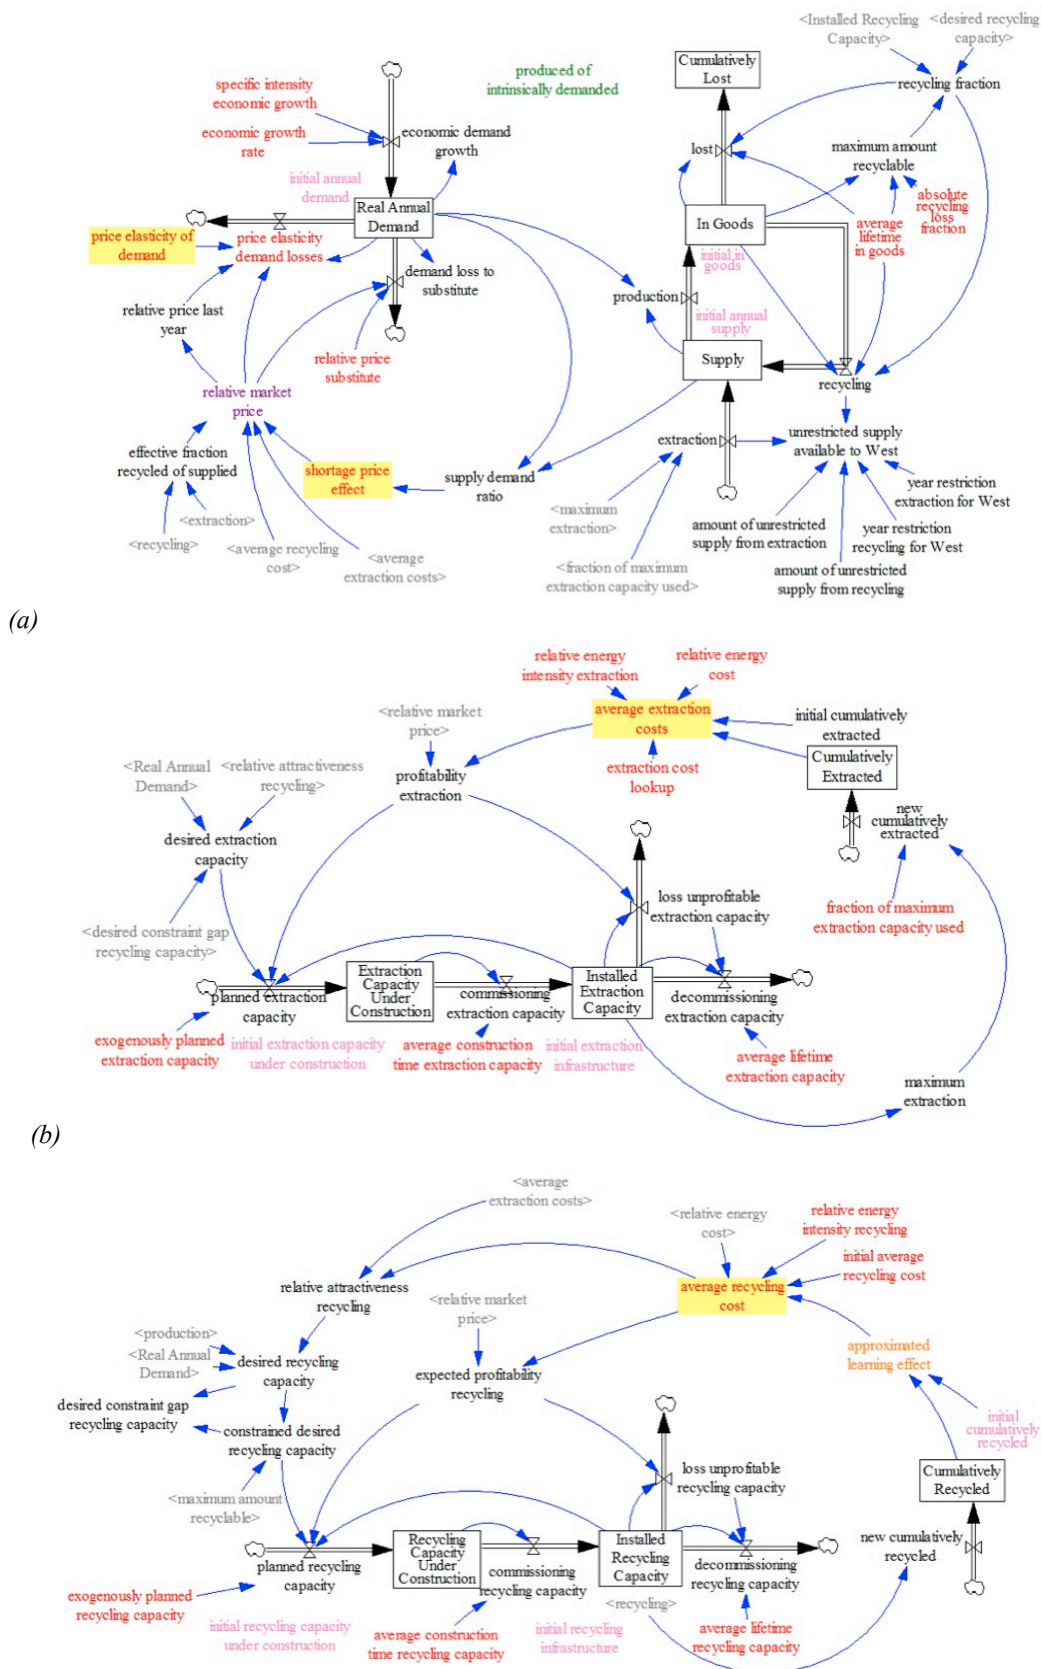 <Installed Recycling
Capacity>
<desired recycling
capacity>
Cumulatively
Lost
produced of
intrinsically demanded
specific intensity
economic growth
recycling fraction
economic growth
rate
economic demand
growth
lost
maximum amount
recyclable
initial annual
demand
absolute
recycling
loss
fraction
Real Annual
Demand
In Goods
average
lifetime
in goods
price elasticity of
demand
price elasticity
demand losses
initial in
goods
demand loss to
substitute
production
relative price last
year
initial annual
supply
relative price
substitute
Supply
recycling
relative market
price
effective fraction
recycled of supplied
extraction
unrestricted supply
available to West
shortage price
effect
supply demand
ratio
year restriction
extraction for West
<extraction>
<maximum
extraction>
amount of unrestricted
supply from extraction
year restriction
recycling for West
<recycling>
<average recycling
cost>
<average
extraction costs>
<fraction of maximum
extraction capacity used>
amount of unrestricted
supply from recycling
(a)
relative energy
intensity extraction
relative energy
cost
<relative market
price>
average extraction
costs
initial cumulatively
extracted
<Real Annual
Demand>
<relative attractiveness
recycling>
profitability
extraction
extraction cost
lookup
Cumulatively
Extracted
new
cumulatively
extracted
desired extraction
capacity
loss unprofitable
extraction capacity
fraction of maximum
extraction capacity used
<desired constraint gap
recycling capacity>
planned extraction
capacity
Extraction
Capacity
Under
Construction
commissioning
extraction capacity
Installed
Extraction
Capacity
decommissioning
extraction capacity
exogenously planned
extraction capacity
initial extraction capacity
under construction
average construction
time extraction capacity
initial extraction
infrastructure
average lifetime
extraction capacity
maximum
extraction
(b)
<average
extraction costs>
<relative energy
cost>
relative energy
intensity recycling
initial average
recycling cost
relative attractiveness
recycling
<relative market
price>
average recycling
cost
<production>
<Real Annual
Demand>
desired recycling
capacity
expected profitability
recycling
approximated
learning effect
desired constraint gap
recycling capacity
constrained desired
recycling capacity
initial
cumulatively
recycled
loss unprofitable
recycling capacity
Cumulatively
Recycled
<maximum amount
recyclable>
planned recycling
capacity
Recycling
Capacity
Under
Construction
commissioning
recycling capacity
Installed
Recycling
Capacity
decommissioning
recycling capacity
new cumulatively
recycled
exogenously planned
recycling capacity
<recycling>
initial recycling capacity
under construction
average construction
time recycling capacity
initial recycling
infrastructure
average lifetime
recycling capacity